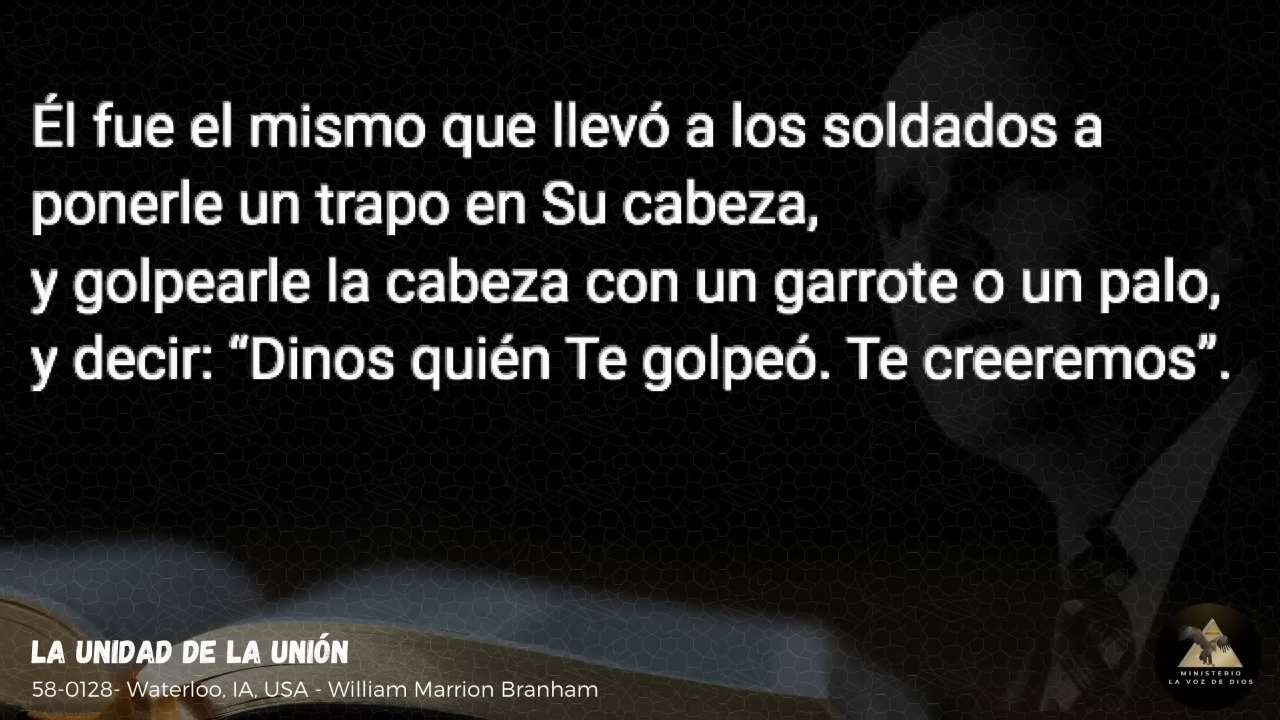 Él fue el mismo que llevó a los soldados a
ponerle un trapo en Su cabeza,
y golpearle la cabeza con un garrote o un palo,
y decir: “Dinos quién Te golpeó. Te creeremos”.
LA UNIDAD DE LA UNIÓN
58-0128- Waterloo, IA, USA - William Marrion Branham
MINISTERIO
LA VOZ DE DIOS